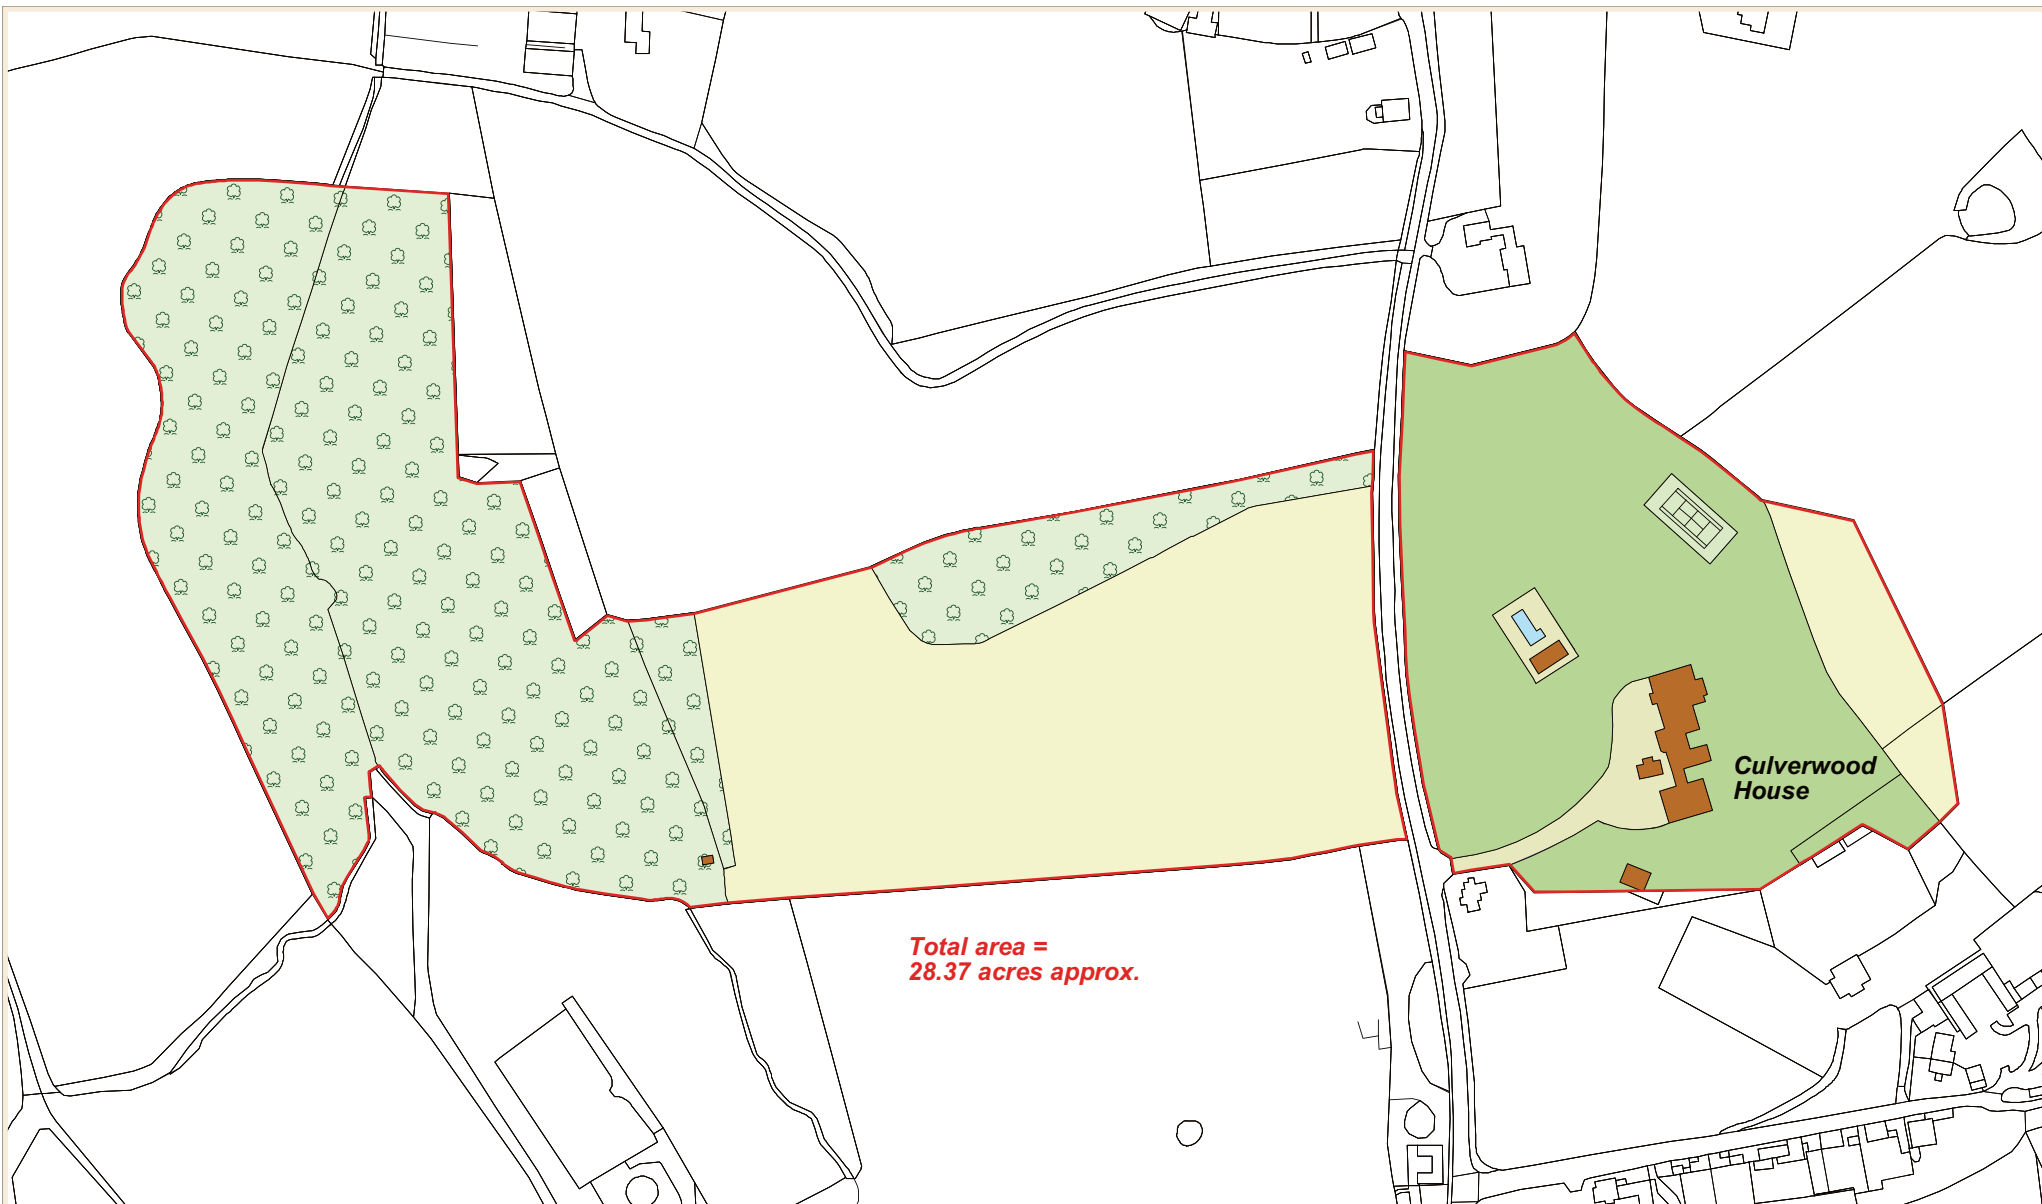 Culverwood
House
Total area =
28.37 acres approx.